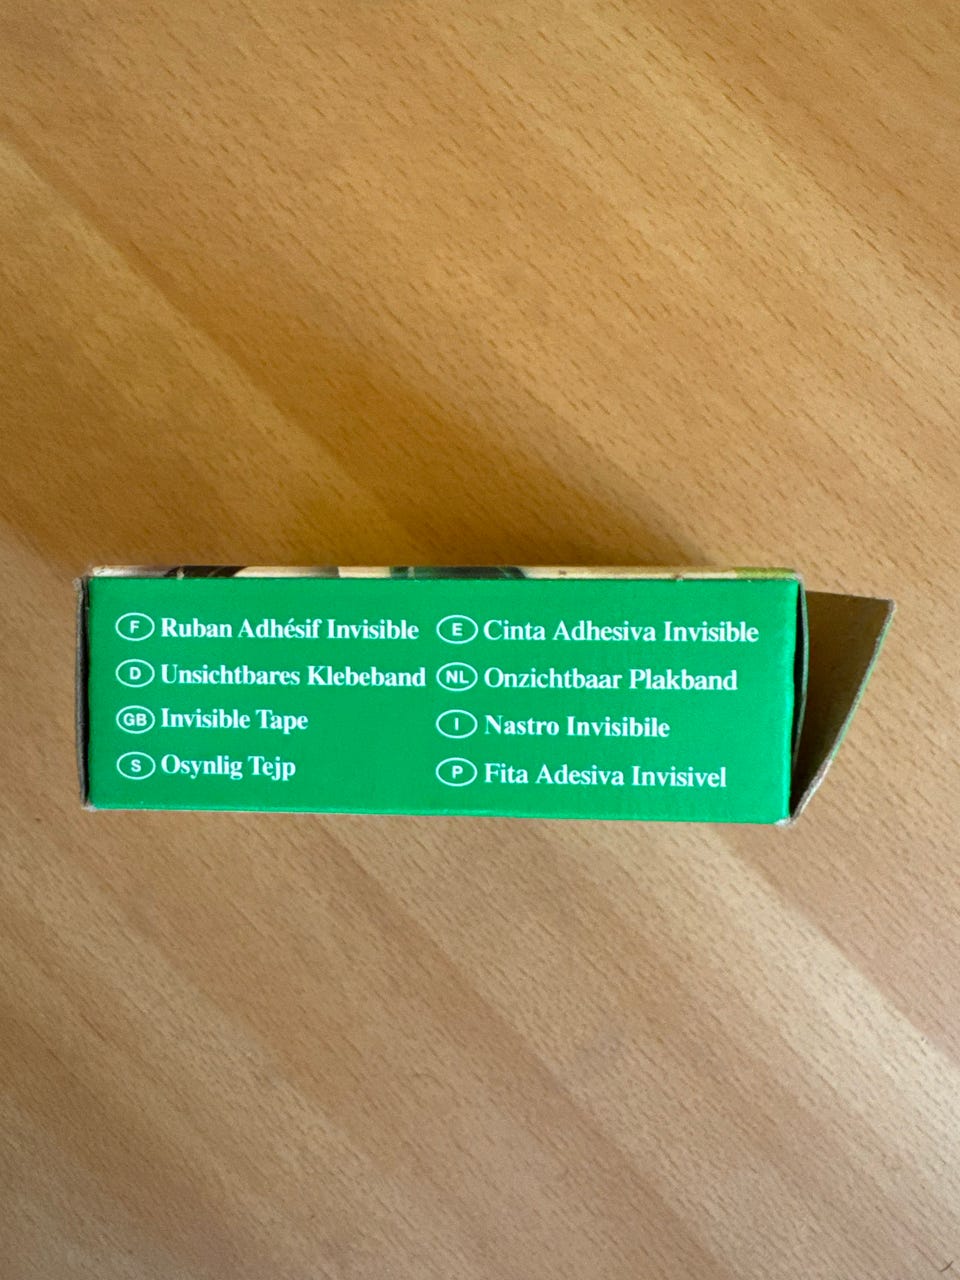 F Ruban Adhésif Invisible
D Unsichtbares Klebeband
GB Invisible Tape
S Osynlig Tejp
E Cinta Adhesiva Invisible
NL Onzichtbaar Plakband
I Nastro Invisibile
P Fita Adesiva Invisivel